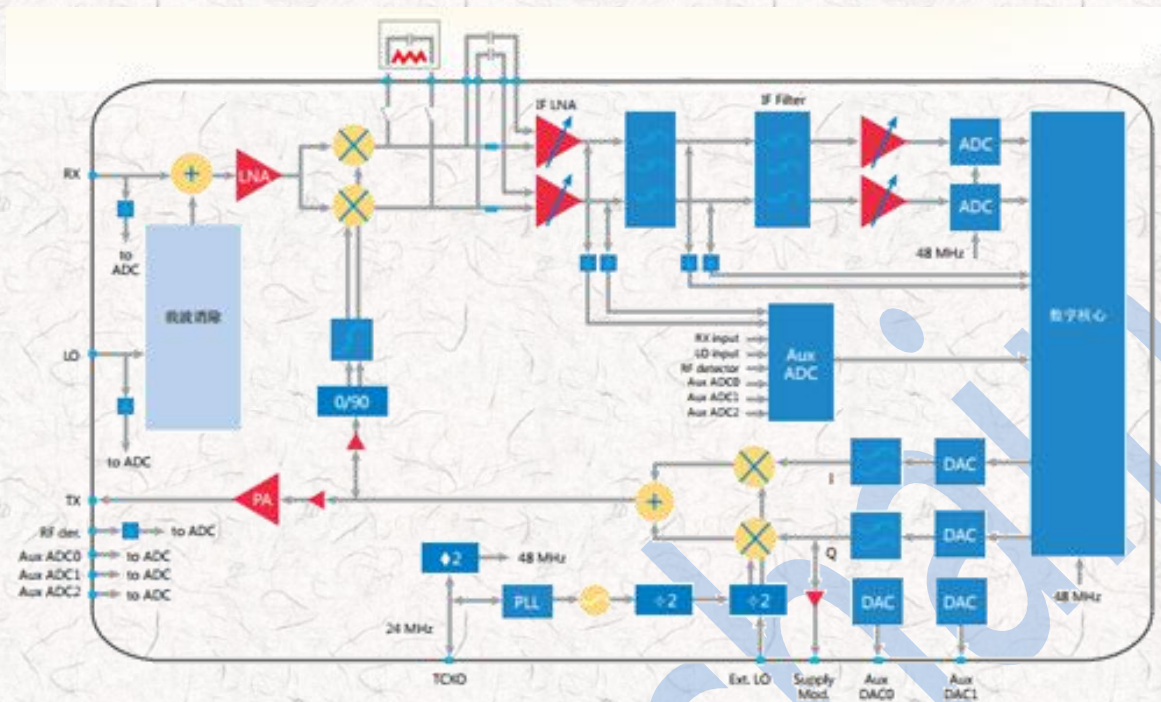 IF LNA
IF Filter
RX
LNA
ADC
ADC
to
ADC
48 MHz
载波消除
数字核心
LO
RX input
LO input
RF detector
Aux ADC0
Aux ADC1
Aux ADC2
Aux
ADC
0/90
to ADC
I
DAC
TX
PA
RF der.
to ADC
Q
DAC
Aux ADC0
to ADC
Aux ADC1
to ADC
Aux ADC2
to ADC
÷2
48 MHz
PLL
÷2
÷2
DAC
DAC
48 MHz
24 MHz
TCXO
Ext. LO
Supply
Mod.
Aux
DAC0
Aux
DAC1